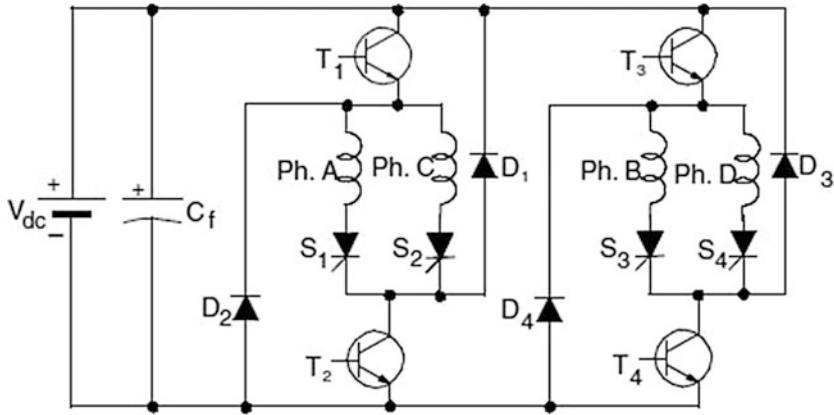 T1
T3
Ph. A
Ph. C
D1
Ph. B
Ph. D
D3
+
+
Vdc
–
Cf
S1
S2
S3
S4
D2
D4
T2
T4